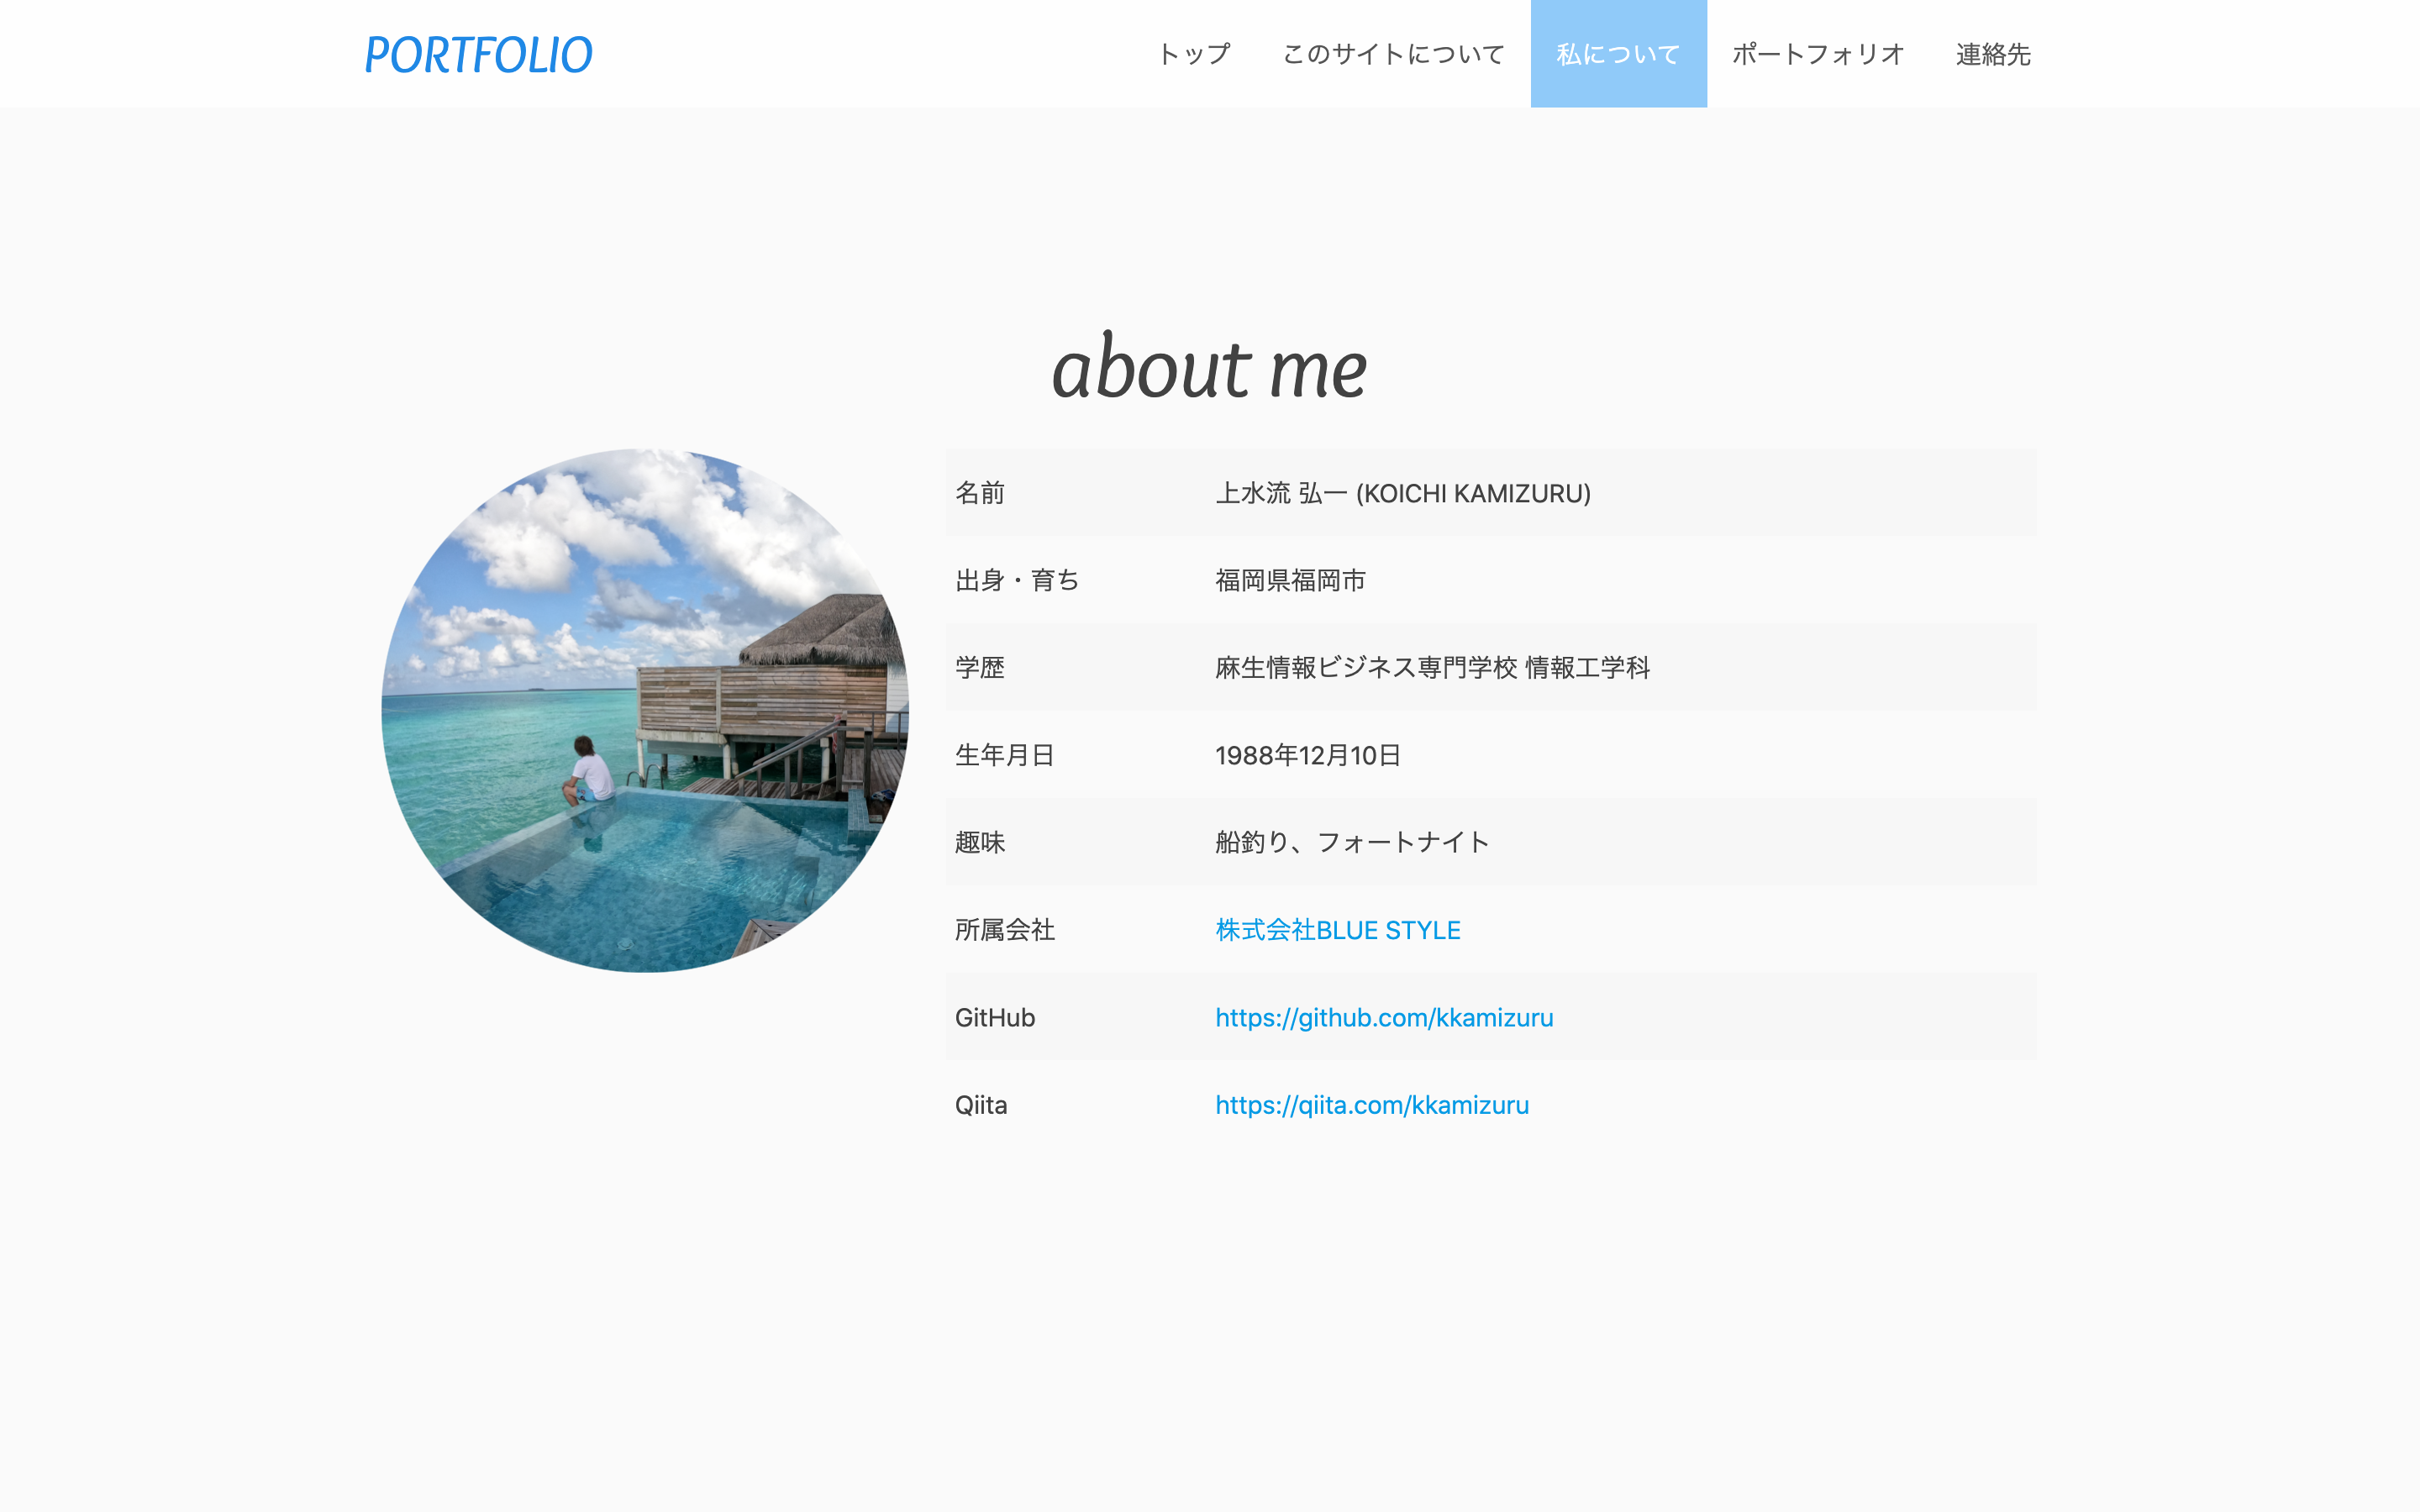 PORTFOLIO
トップ このサイトについて 私について ポートフォリオ 連絡先
about me
名前 上水流 弘一 (KOICHI KAMIZURU)
出身・育ち 福岡県福岡市
学歴 麻生情報ビジネス専門学校 情報工学科
生年月日 1988年12月10日
趣味 船釣り、フォートナイト
所属会社 株式会社BLUE STYLE
GitHub https://github.com/kkamizuru
Qiita https://qiita.com/kkamizuru